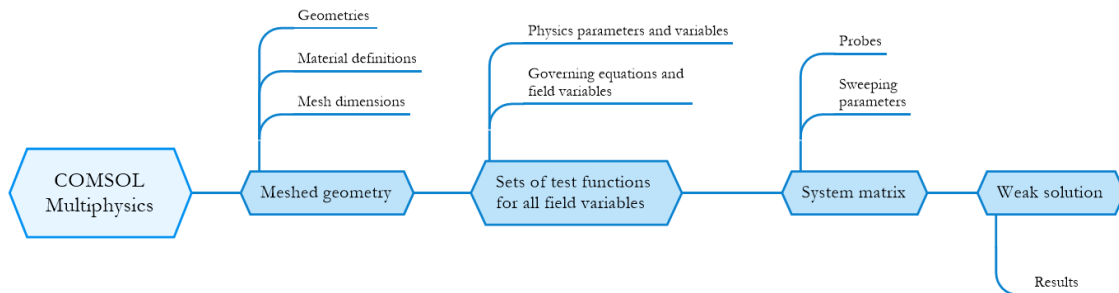 Geometries
Material definitions
Mesh dimensions
Physics parameters and variables
Governing equations and
field variables
Probes
Sweeping
parameters
COMSOL
Multiphysics
Meshed geometry
Sets of test functions
for all field variables
System matrix
Weak solution
Results